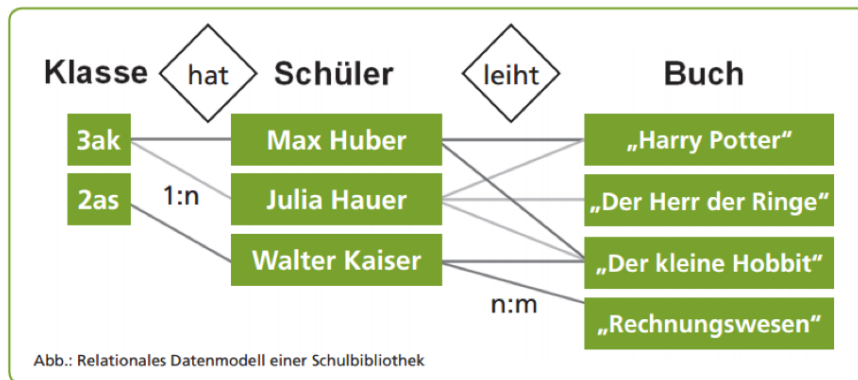 Klasse hat Schüler leiht Buch
3ak Max Huber „Harry Potter“
2as 1:n Julia Hauer „Der Herr der Ringe“
Walter Kaiser „Der kleine Hobbit“
n:m „Rechnungswesen“
Abb.: Relationales Datenmodell einer Schulbibliothek